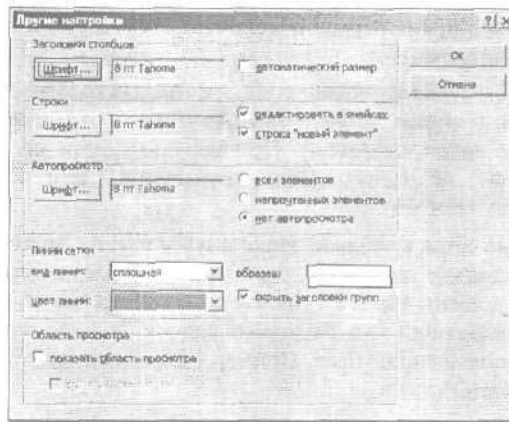 Другие настройки
Заголовки столбцов
Шрифт... 8 пт Tahoma автоматический размер
ОК
Отмена
Строки
Шрифт... 8 пт Tahoma редактировать в ячейках
строка "новый элемент"
Автопросмотр
Шрифт... 8 пт Tahoma всех элементов
непрочтенных элементов
нет автопросмотра
Линии сетки
вид линии: сплошная образец
цвет линии: скрыть заголовки групп
Область просмотра
показать область просмотра